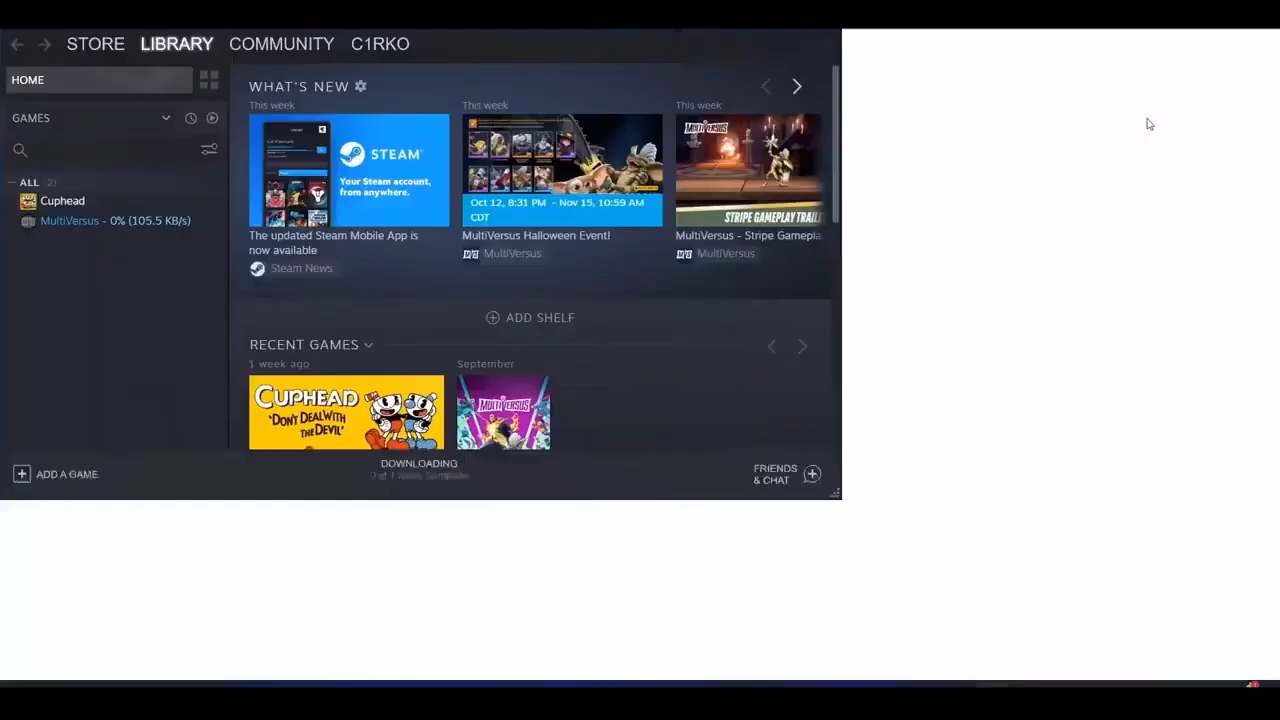 STORE LIBRARY COMMUNITY C1RKO
HOME
GAMES
ALL (2)
Cuphead
MultiVersus - 0% (105.5 KB/s)
WHAT'S NEW
This week
STEAM
Your Steam account,
from anywhere.
The updated Steam Mobile App is
now available
Steam News
This week
Oct 12, 8:31 PM - Nov 15, 10:59 AM
CDT
MultiVersus Halloween Event!
MultiVersus
This week
MULTIVERSUS
STRIPE GAMEPLAY TRAIL
MultiVersus - Stripe Gamepla
MultiVersus
ADD SHELF
RECENT GAMES
1 week ago
CUPHEAD
"DON'T DEAL WITH
THE DEVIL"
September
MULTIVERSUS
ADD A GAME
DOWNLOADING
FRIENDS
& CHAT